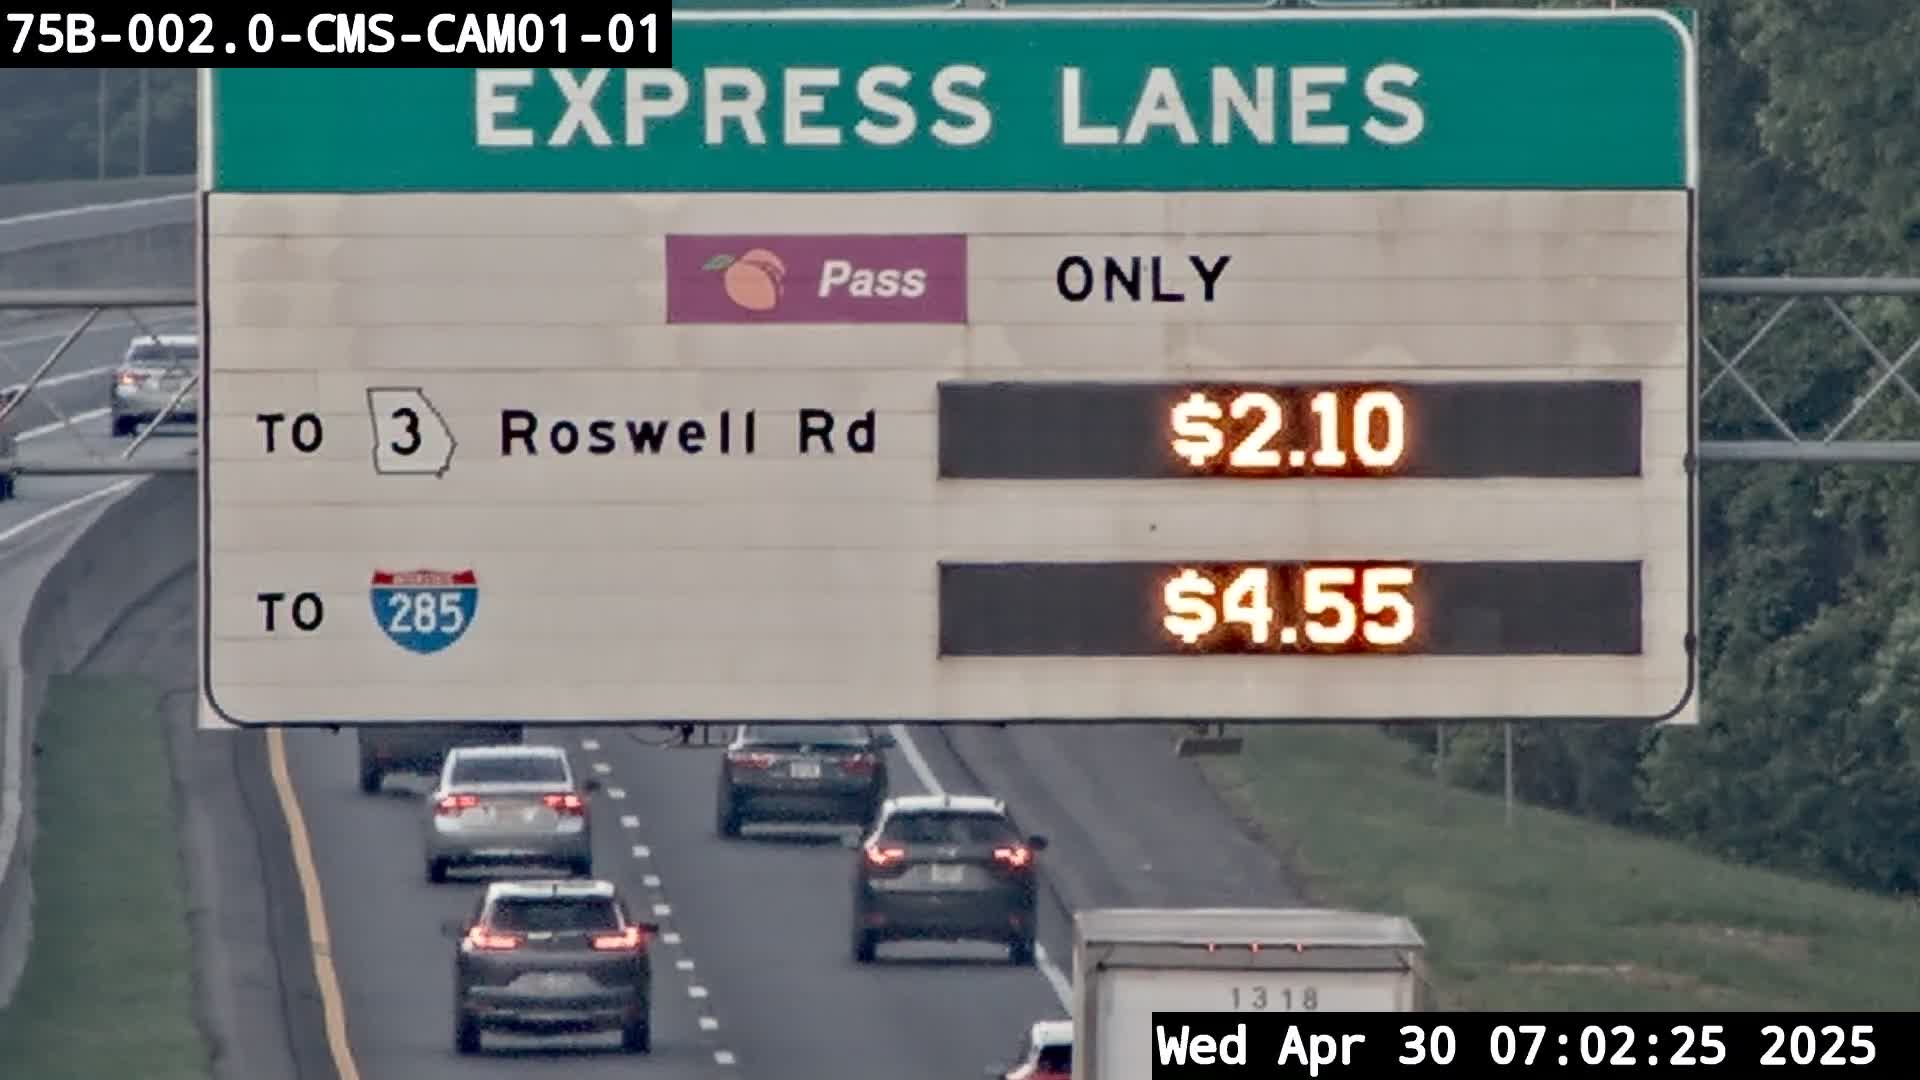 75B-002.0-CMS-CAM01-01
EXPRESS LANES
Pass ONLY
TO 3 Roswell Rd $2.10
TO 285 $4.55
1318
Wed Apr 30 07:02:25 2025